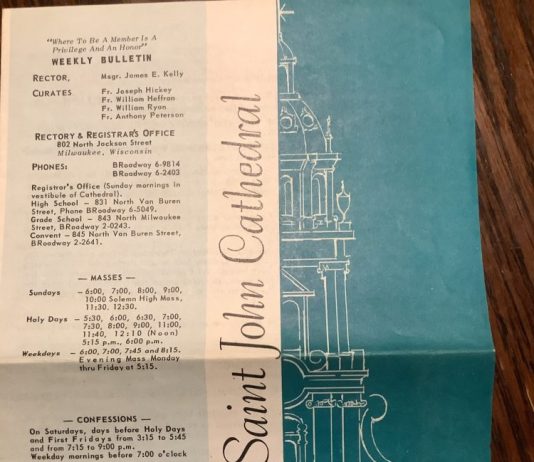 "Where To Be A Member Is A
Privilege And An Honor"
WEEKLY BULLETIN
RECTOR, Msgr. James E. Kelly
CURATES Fr. Joseph Hickey
Fr. William Heffron
Fr. William Ryan
Fr. Anthony Peterson
RECTORY & REGISTRAR'S OFFICE
802 North Jackson Street
Milwaukee, Wisconsin
PHONES: BRoadway 6-9814
BRoadway 6-2403
Registrar's Office (Sunday mornings in
vestibule of Cathedral).
High School – 831 North Van Buren
Street, Phone BRoadway 6-5049.
Grade School – 843 North Milwaukee
Street, BRoadway 2-0243.
Convent – 845 North Van Buren Street,
BRoadway 2-2641.
— MASSES —
Sundays – 6:00, 7:00, 8:00, 9:00,
10:00 Solemn High Mass,
11:30. 12:30.
Holy Days – 5:30, 6:00, 6:30, 7:00,
7:30, 8:00, 9:00, 11:00,
11:40, 12:10 (Noon)
5:15 p.m., 6:00 p.m.
Weekdays – 6:00, 7:00, 7:45 and 8:15.
Evening Mass Monday
thru Friday at 5:15.
— CONFESSIONS —
On Saturdays, days before Holy Days
and First Fridays from 3:15 to 5:45
and from 7:15 to 9:00 p.m.
Weekday mornings before 7:00 o'clock
Saint John Cathedral